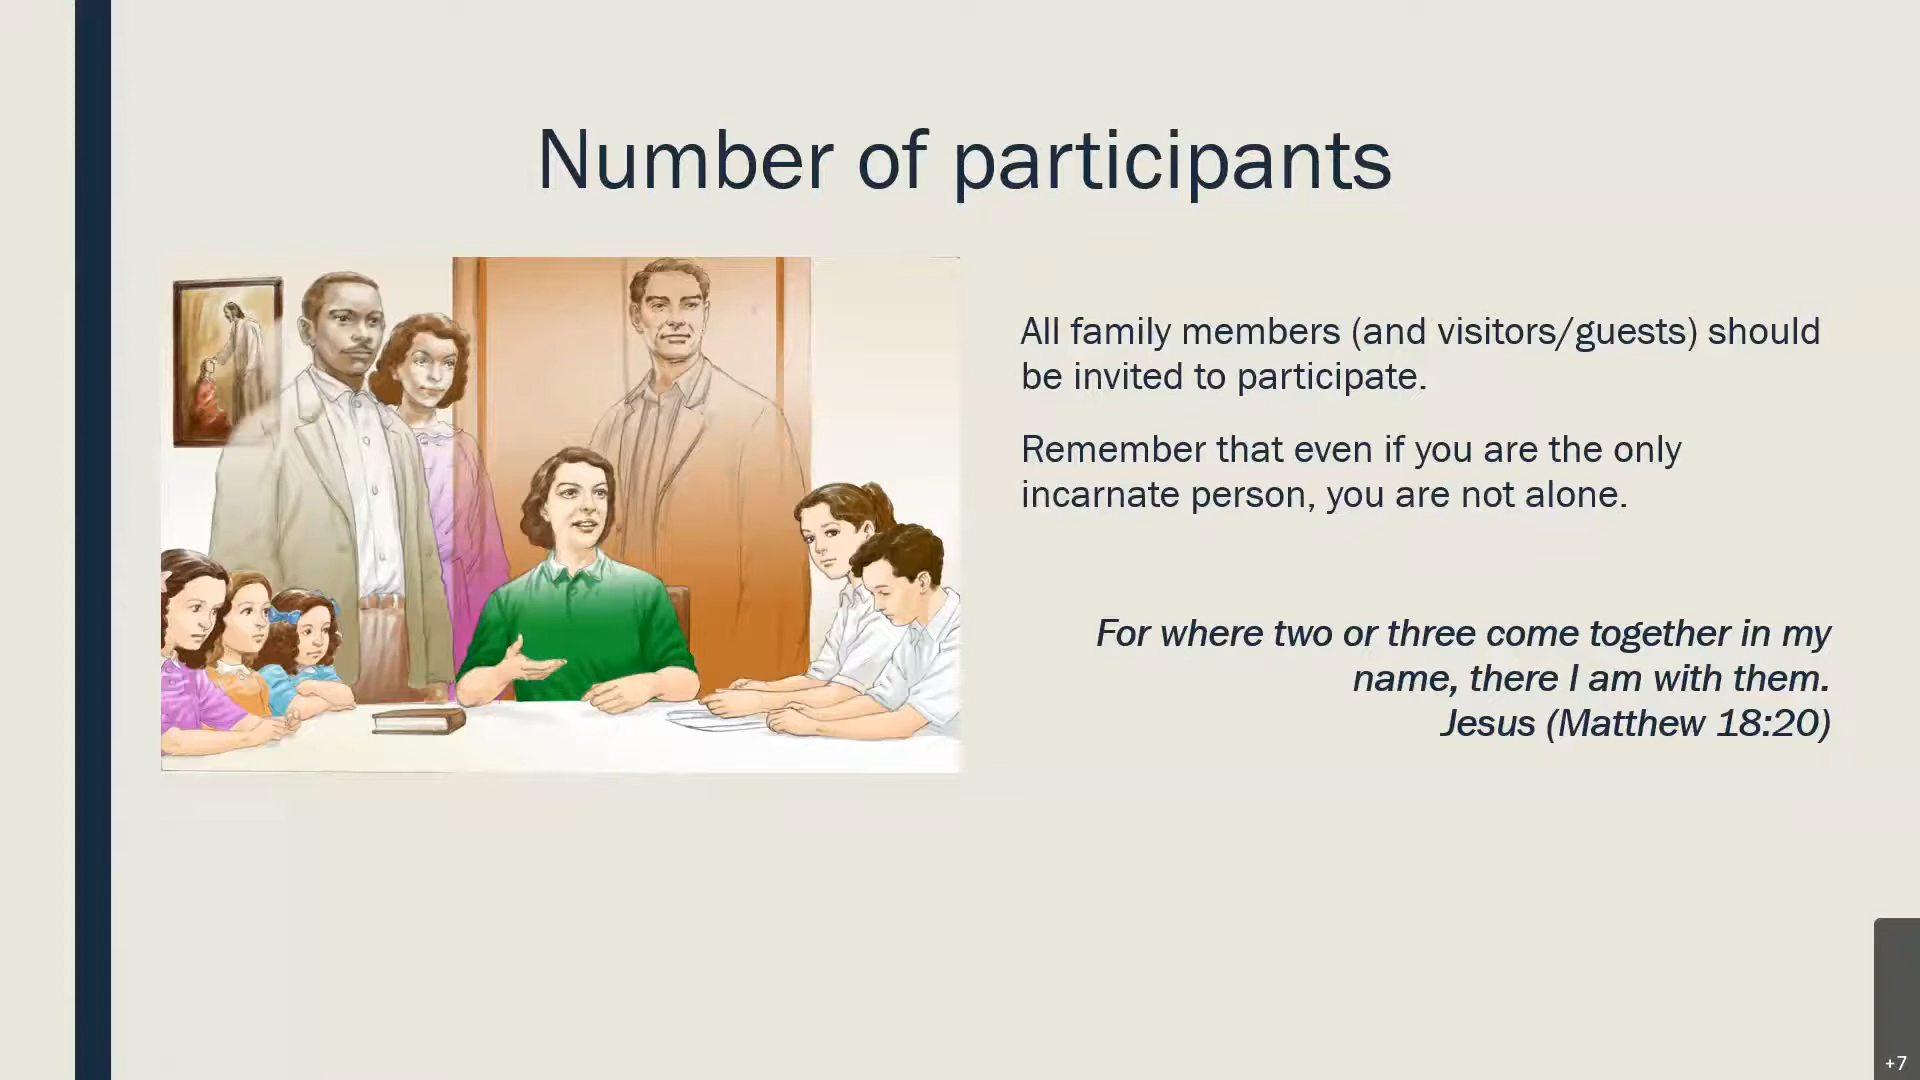 Number of participants
All family members (and visitors/guests) should
be invited to participate.
Remember that even if you are the only
incarnate person, you are not alone.
For where two or three come together in my
name, there I am with them.
Jesus (Matthew 18:20)
+7